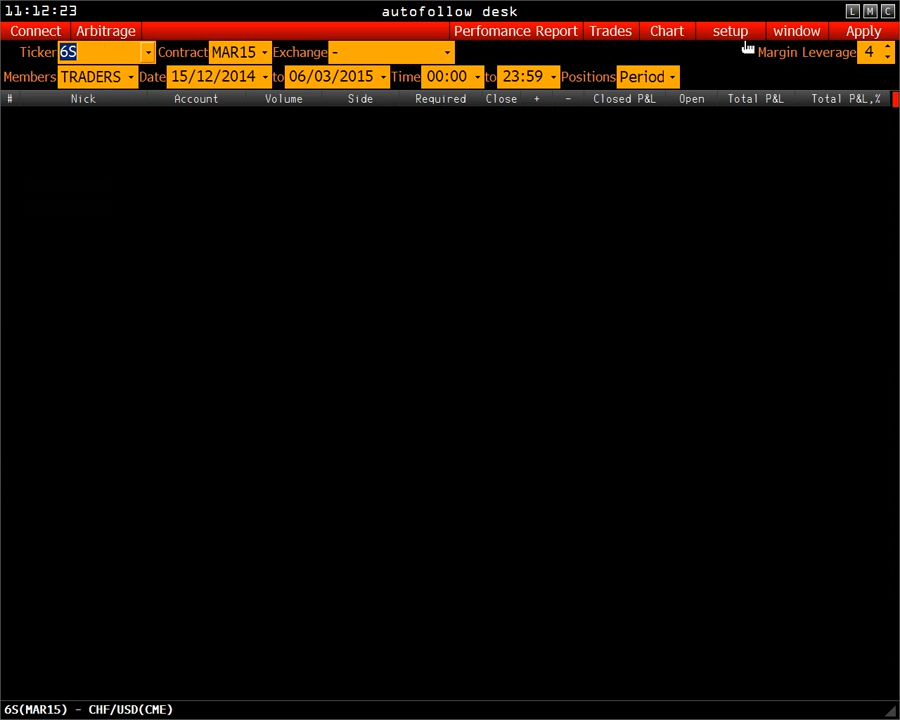 11:12:23 autofollow desk L M C
Connect Arbitrage Perfomance Report Trades Chart setup window Apply
Ticker 6S Contract MAR15 Exchange - Margin Leverage 4
Members TRADERS Date 15/12/2014 to 06/03/2015 Time 00:00 to 23:59 Positions Period
# Nick Account Volume Side Required Close + - Closed P&L Open Total P&L Total P&L,%
6S(MAR15) - CHF/USD(CME)